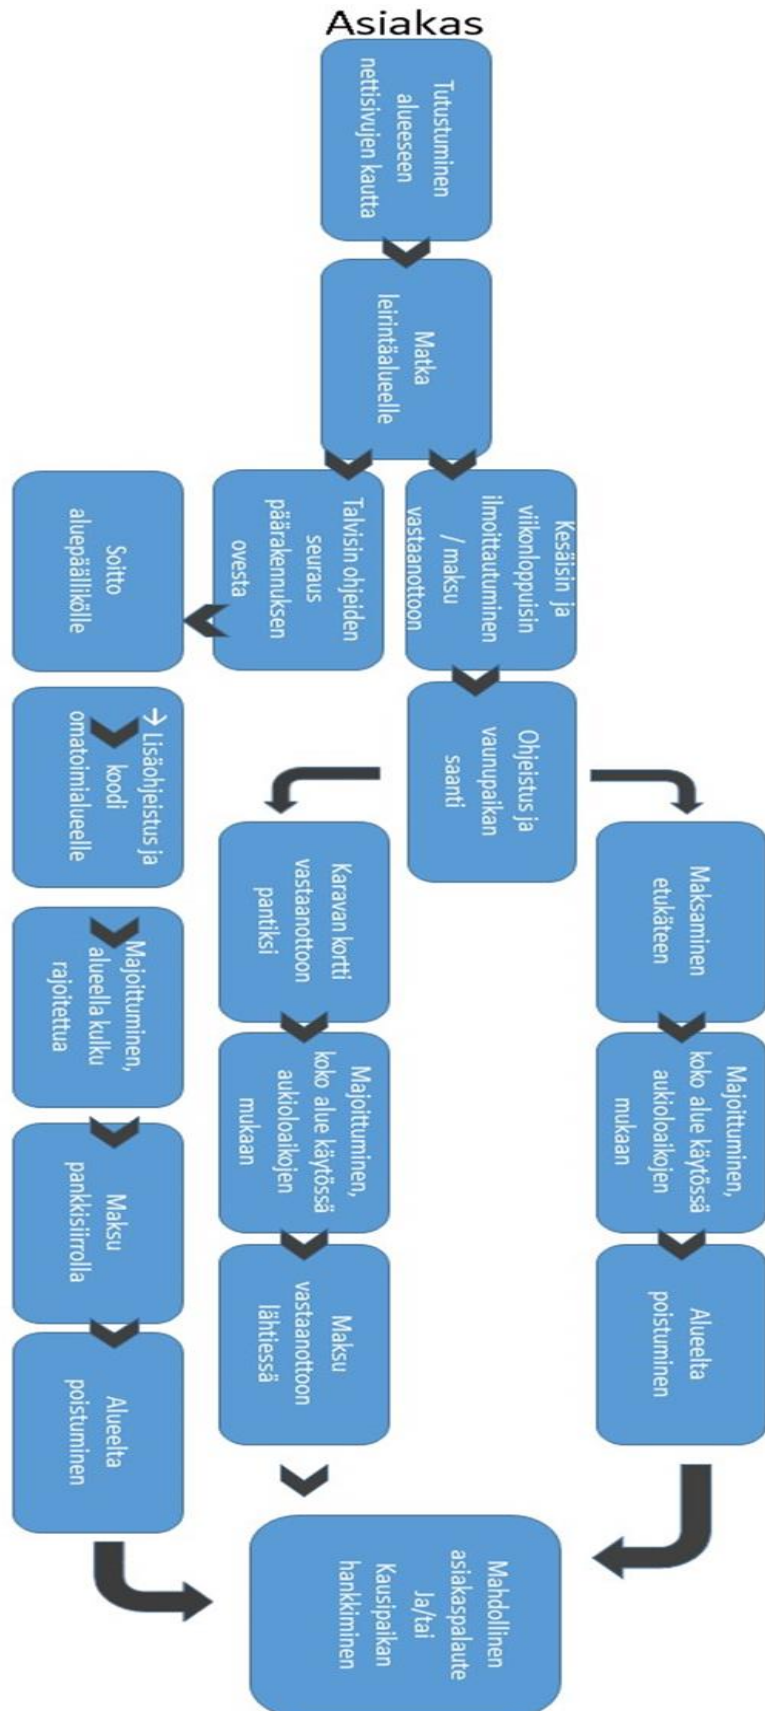 Asiakas
Tutustuminen
alueeseen
nettisivujen kautta
Matka
leirintäalueelle
Kesäisin ja
viikonloppuisin
ilmoittautuminen
/ maksu
vastaanottoon
Talvisin ohjeiden
seuraus
päärakennuksen
ovesta
Soitto
aluepäällikölle
Ohjeistus ja
vaunupaikan
saanti
→ Lisäohjeistus ja
koodi
omatoimialueelle
Maksaminen
etukäteen
Karavan kortti
vastaanottoon
pantiksi
Majoittuminen,
alueella kulku
rajoitettua
Majoittuminen,
koko alue käytössä
aukioloaikojen
mukaan
Majoittuminen,
koko alue käytössä
aukioloaikojen
mukaan
Maksu
pankkisiirrolla
Alueelta
poistuminen
Maksu
vastaanottoon
lähtiessä
Alueelta
poistuminen
Mahdollinen
asiakaspalaute
Ja/tai
Kausipaikan
hankkiminen